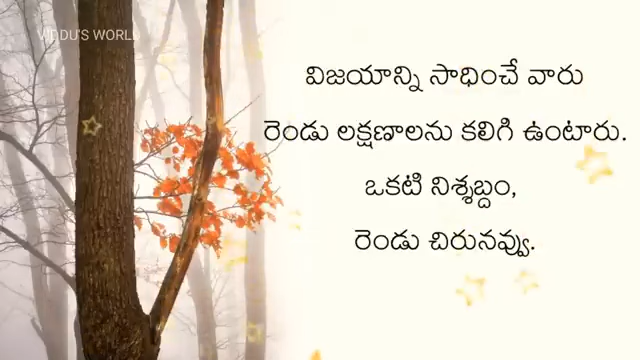 VIDDU'S WORLD
విజయాన్ని సాధించే వారు
రెండు లక్షణాలను కలిగి ఉంటారు.
ఒకటి నిశ్శబ్దం,
రెండు చిరునవ్వు.